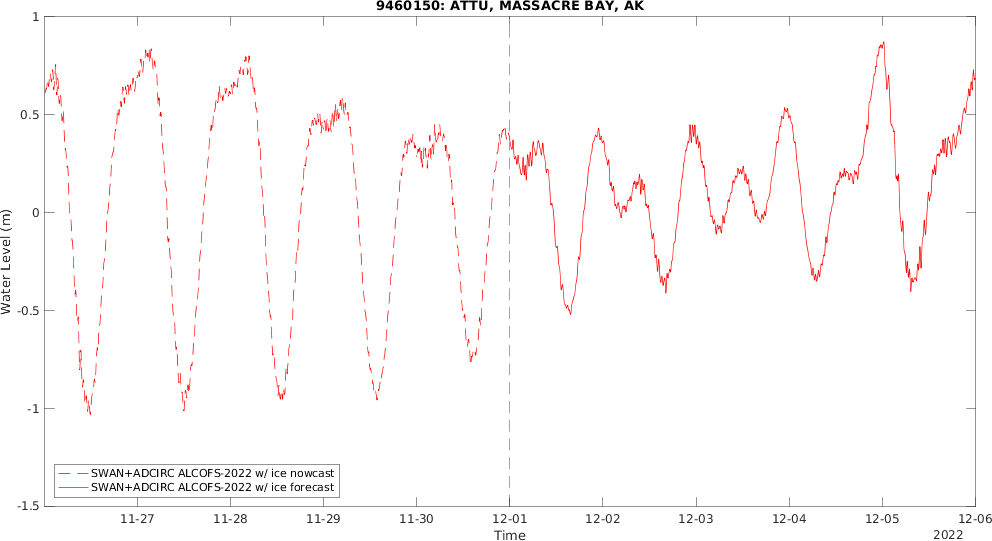 9460150: ATTU, MASSACRE BAY, AK
Water Level (m)
1
0.5
0
-0.5
-1
-1.5
SWAN+ADCIRC ALCOFS-2022 w/ ice nowcast
SWAN+ADCIRC ALCOFS-2022 w/ ice forecast
11-27 11-28 11-29 11-30 12-01 12-02 12-03 12-04 12-05 12-06
Time
2022